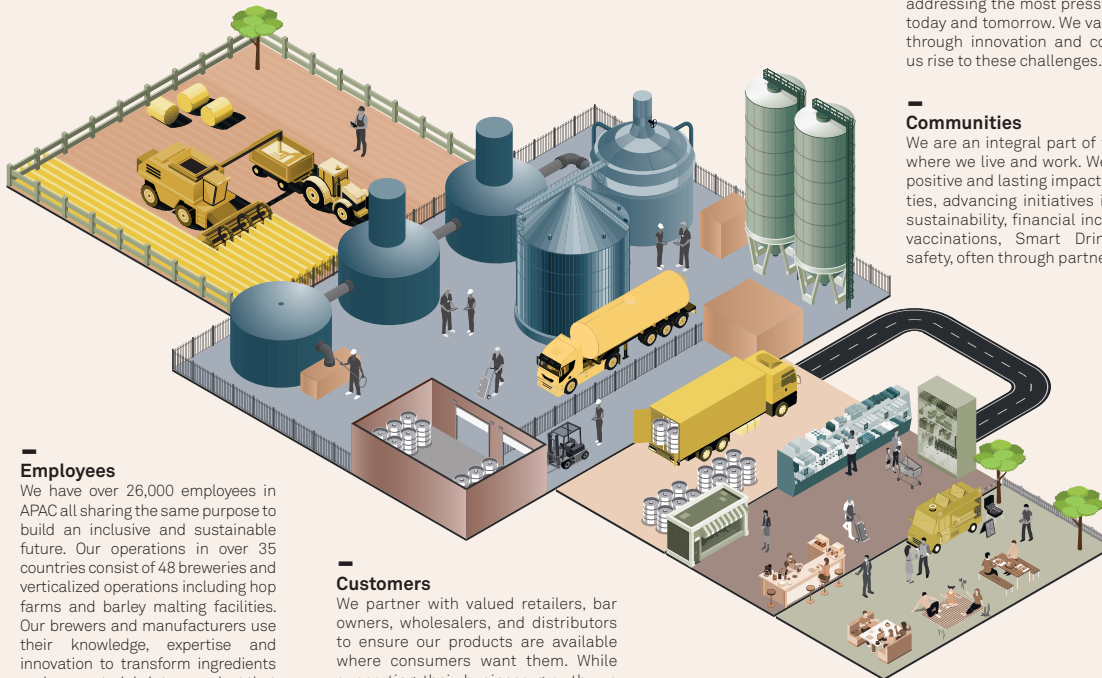 addressing the most press
today and tomorrow. We va
through innovation and co
us rise to these challenges.
Communities
We are an integral part of
where we live and work. We
positive and lasting impact
ties, advancing initiatives i
sustainability, financial inc
vaccinations, Smart Drin
safety, often through partne
Employees
We have over 26,000 employees in
APAC all sharing the same purpose to
build an inclusive and sustainable
future. Our operations in over 35
countries consist of 48 breweries and
verticalized operations including hop
farms and barley malting facilities.
Our brewers and manufacturers use
their knowledge, expertise and
innovation to transform ingredients
Customers
We partner with valued retailers, bar
owners, wholesalers, and distributors
to ensure our products are available
where consumers want them. While